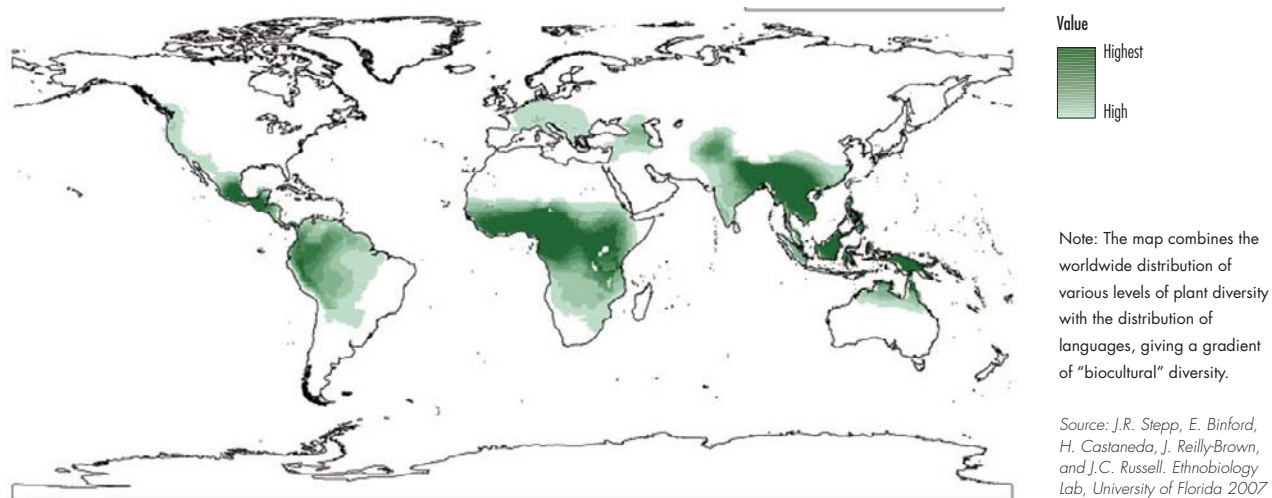 Value
Highest
High
Note: The map combines the
worldwide distribution of
various levels of plant diversity
with the distribution of
languages, giving a gradient
of “biocultural” diversity.
Source: J.R. Stepp, E. Binford,
H. Castaneda, J. Reilly-Brown,
and J.C. Russell. Ethnobiology
Lab, University of Florida 2007